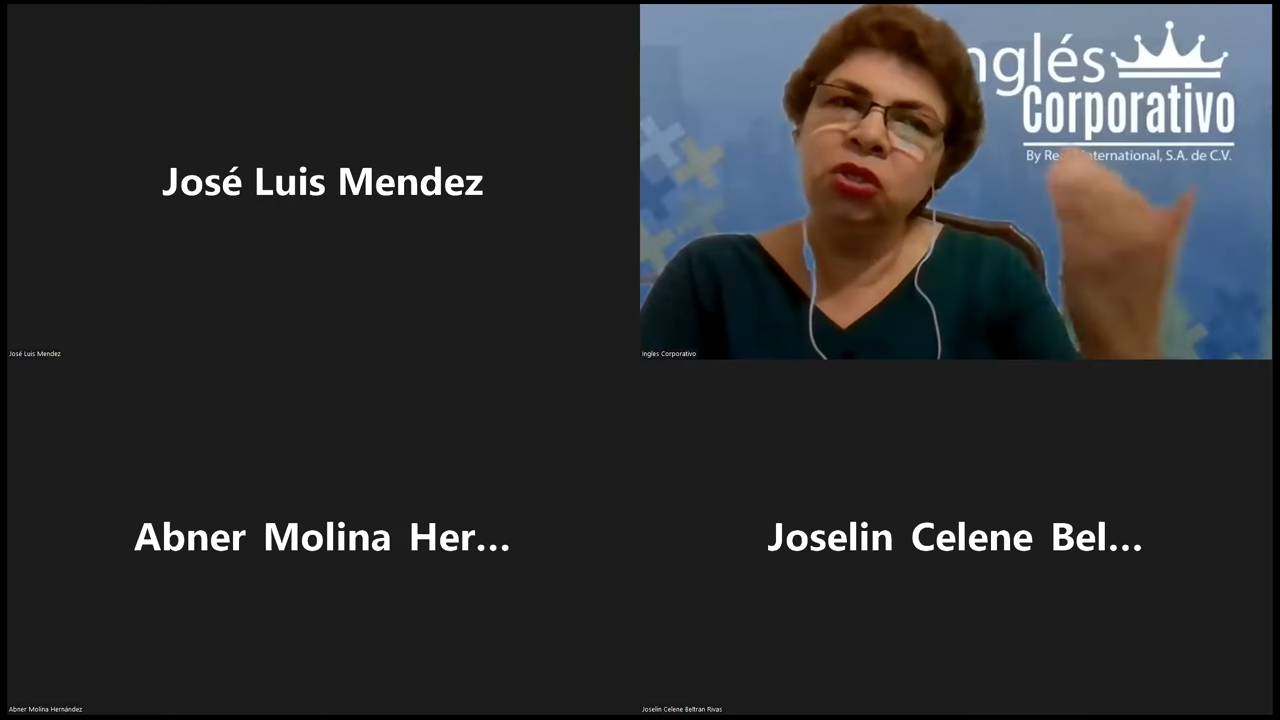 José Luis Mendez
José Luis Mendez
nglés
Corporativo
By Re International, S.A. de C.V.
Ingles Corporativo
Abner Molina Her...
Joselin Celene Bel...
Abner Molina Hernández
Joselin Celene Beltran Rivas